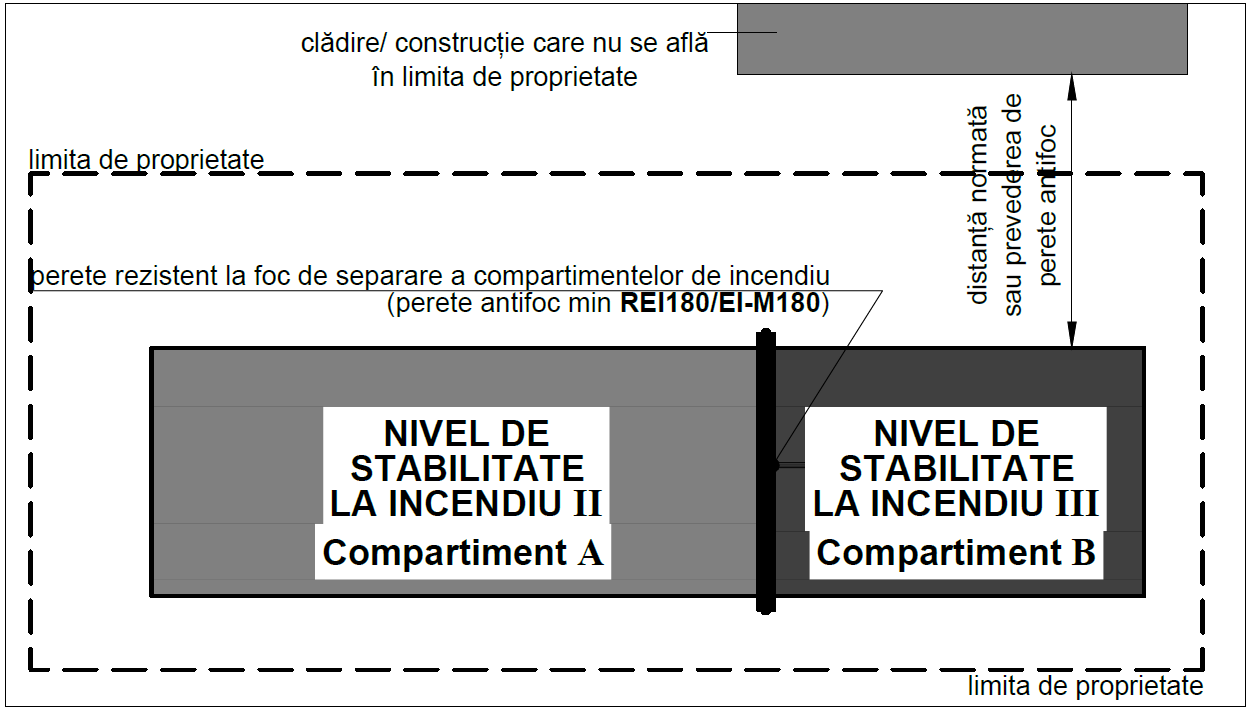 clădire/ construcție care nu se află
în limita de proprietate
distanță normată
sau prevederea de
perete antifoc
limita de proprietate
perete rezistent la foc de separare a compartimentelor de incendiu
(perete antifoc min REI180/EI-M180)
NIVEL DE
STABILITATE
LA INCENDIU II
Compartiment A
NIVEL DE
STABILITATE
LA INCENDIU III
Compartiment B
limita de proprietate